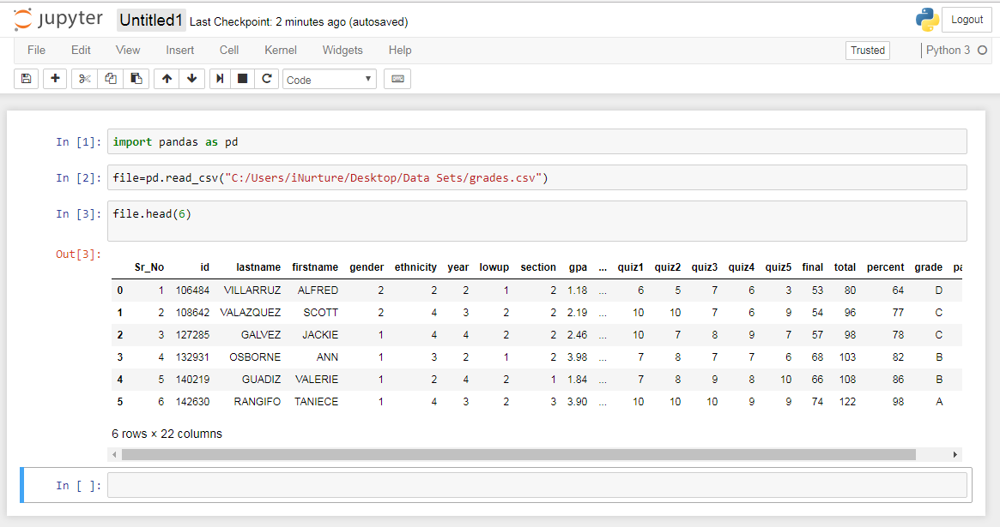 jupyter Untitled1 Last Checkpoint: 2 minutes ago (autosaved) Logout
File Edit View Insert Cell Kernel Widgets Help Trusted Python 3
Code
In [1]: import pandas as pd
In [2]: file=pd.read_csv("C:/Users/iNurture/Desktop/Data Sets/grades.csv")
In [3]: file.head(6)
Out[3]:
Sr_No id lastname firstname gender ethnicity year lowup section gpa ... quiz1 quiz2 quiz3 quiz4 quiz5 final total percent grade pa
0 1 106484 VILLARRUZ ALFRED 2 2 2 1 2 1.18 ... 6 5 7 6 3 53 80 64 D
1 2 108642 VALAZQUEZ SCOTT 2 4 3 2 2 2.19 ... 10 10 7 6 9 54 96 77 C
2 3 127285 GALVEZ JACKIE 1 4 4 2 2 2.46 ... 10 7 8 9 7 57 98 78 C
3 4 132931 OSBORNE ANN 1 3 2 1 2 3.98 ... 7 8 7 7 6 68 103 82 B
4 5 140219 GUADIZ VALERIE 1 2 4 2 1 1.84 ... 7 8 9 8 10 66 108 86 B
5 6 142630 RANGIFO TANIECE 1 4 3 2 3 3.90 ... 10 10 10 9 9 74 122 98 A
6 rows × 22 columns
In [ ]: